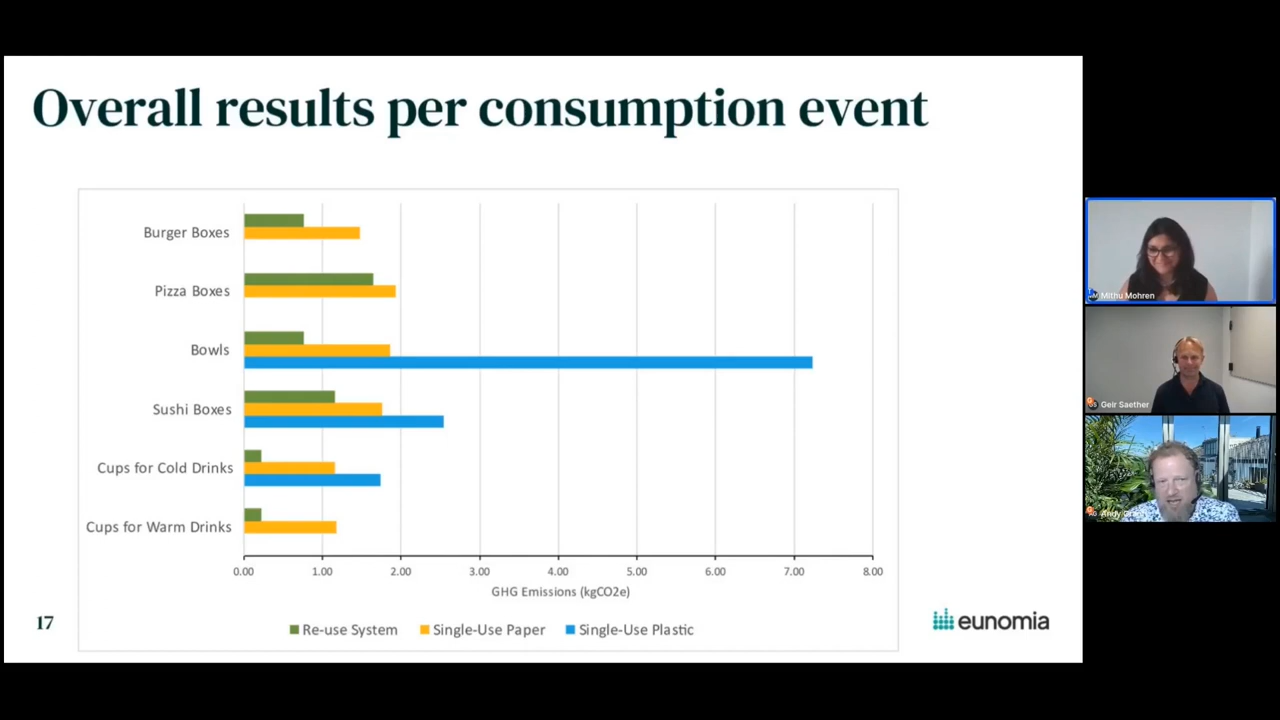 Overall results per consumption event
Burger Boxes
Pizza Boxes
Bowls
Sushi Boxes
Cups for Cold Drinks
Cups for Warm Drinks
0.00 1.00 2.00 3.00 4.00 5.00 6.00 7.00 8.00
GHG Emissions (kgCO2e)
Re-use System Single-Use Paper Single-Use Plastic
17
eunomia
Mithu Mohren
Geir Saether
Andy